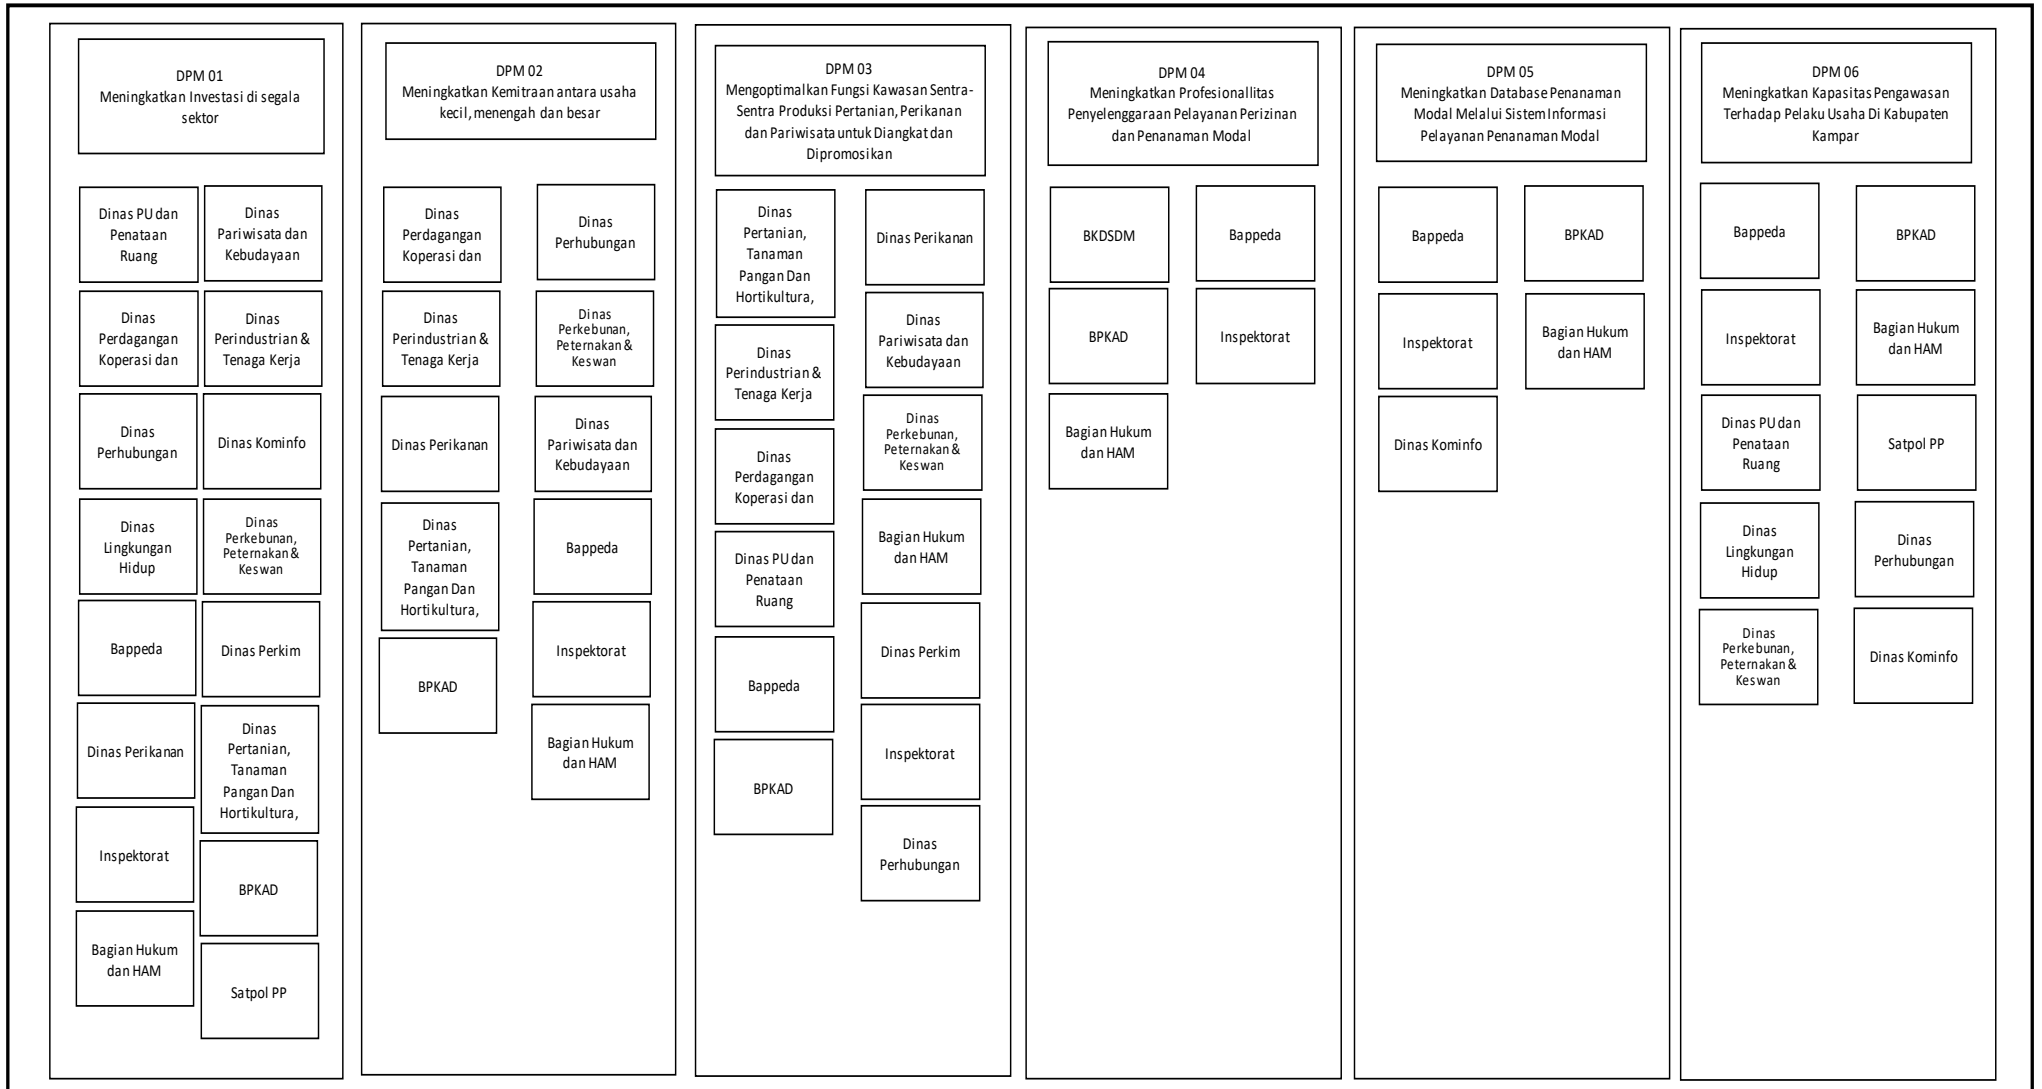 DPM 01
Meningkatkan Investasi di segala
sektor
Dinas PU dan
Penataan
Ruang
Dinas
Pariwisata dan
Kebudayaan
Dinas
Perdagangan
Koperasi dan
Dinas
Perindustrian &
Tenaga Kerja
Dinas
Perhubungan
Dinas Kominfo
Dinas
Lingkungan
Hidup
Dinas
Perkebunan,
Peternakan &
Keswan
Bappeda
Dinas Perkim
Dinas Perikanan
Dinas
Pertanian,
Tanaman
Pangan Dan
Hortikultura,
Inspektorat
BPKAD
Bagian Hukum
dan HAM
Satpol PP
DPM 02
Meningkatkan Kemitraan antara usaha
kecil, menengah dan besar
Dinas
Perdagangan
Koperasi dan
Dinas
Perhubungan
Dinas
Perindustrian &
Tenaga Kerja
Dinas
Perkebunan,
Peternakan &
Keswan
Dinas Perikanan
Dinas
Pariwisata dan
Kebudayaan
Dinas
Pertanian,
Tanaman
Pangan Dan
Hortikultura,
Bappeda
BPKAD
Inspektorat
Bagian Hukum
dan HAM
DPM 03
Mengoptimalkan Fungsi Kawasan Sentra-
Sentra Produksi Pertanian, Perikanan
dan Pariwisata untuk Diangkat dan
Dipromosikan
Dinas
Pertanian,
Tanaman
Pangan Dan
Hortikultura,
Dinas Perikanan
Dinas
Perindustrian &
Tenaga Kerja
Dinas
Pariwisata dan
Kebudayaan
Dinas
Perdagangan
Koperasi dan
Dinas
Perkebunan,
Peternakan &
Keswan
Dinas PU dan
Penataan
Ruang
Bagian Hukum
dan HAM
Bappeda
Dinas Perkim
BPKAD
Inspektorat
Dinas
Perhubungan
DPM 04
Meningkatkan Profesionallitas
Penyelenggaraan Pelayanan Perizinan
dan Penanaman Modal
BKDSDM
Bappeda
BPKAD
Inspektorat
Bagian Hukum
dan HAM
DPM 05
Meningkatkan Database Penanaman
Modal Melalui Sistem Informasi
Pelayanan Penanaman Modal
Bappeda
BPKAD
Inspektorat
Bagian Hukum
dan HAM
Dinas Kominfo
DPM 06
Meningkatkan Kapasitas Pengawasan
Terhadap Pelaku Usaha Di Kabupaten
Kampar
Bappeda
BPKAD
Inspektorat
Bagian Hukum
dan HAM
Dinas PU dan
Penataan
Ruang
Satpol PP
Dinas
Lingkungan
Hidup
Dinas
Perhubungan
Dinas
Perkebunan,
Peternakan &
Keswan
Dinas Kominfo